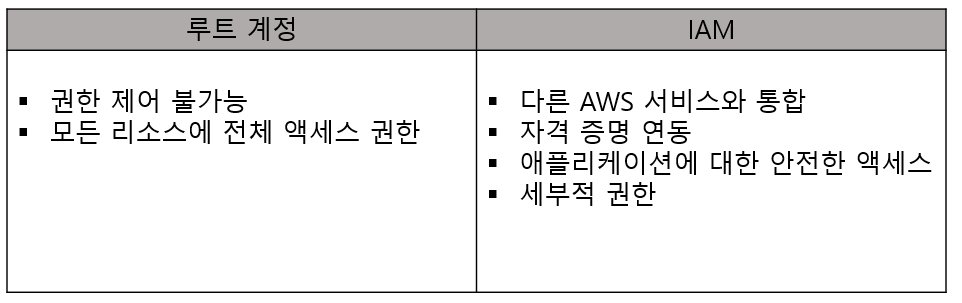 루트 계정
IAM
▪ 권한 제어 불가능
▪ 모든 리소스에 전체 액세스 권한
▪ 다른 AWS 서비스와 통합
▪ 자격 증명 연동
▪ 애플리케이션에 대한 안전한 액세스
▪ 세부적 권한